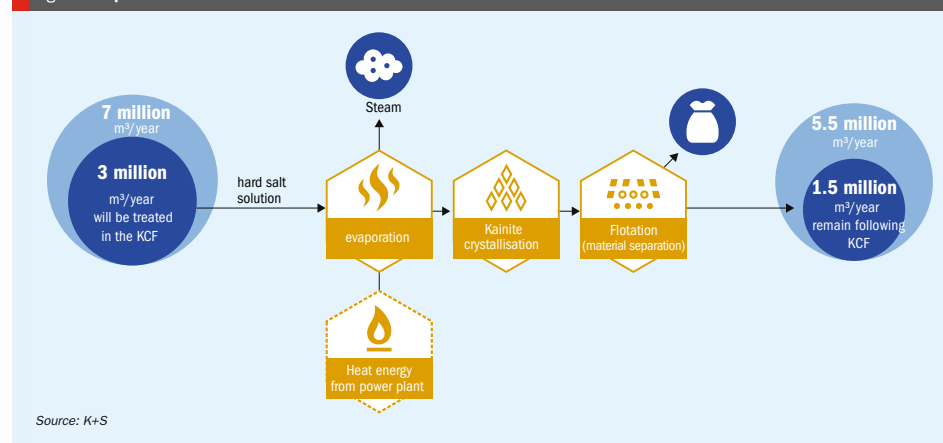 7 million
m³/year
3 million
m³/year
will be treated
in the KCF
hard salt
solution
Steam
evaporation
Heat energy
from power plant
Kainite
crystallisation
Flotation
(material separation)
5.5 million
m³/year
1.5 million
m³/year
remain following
KCF
Source: K+S